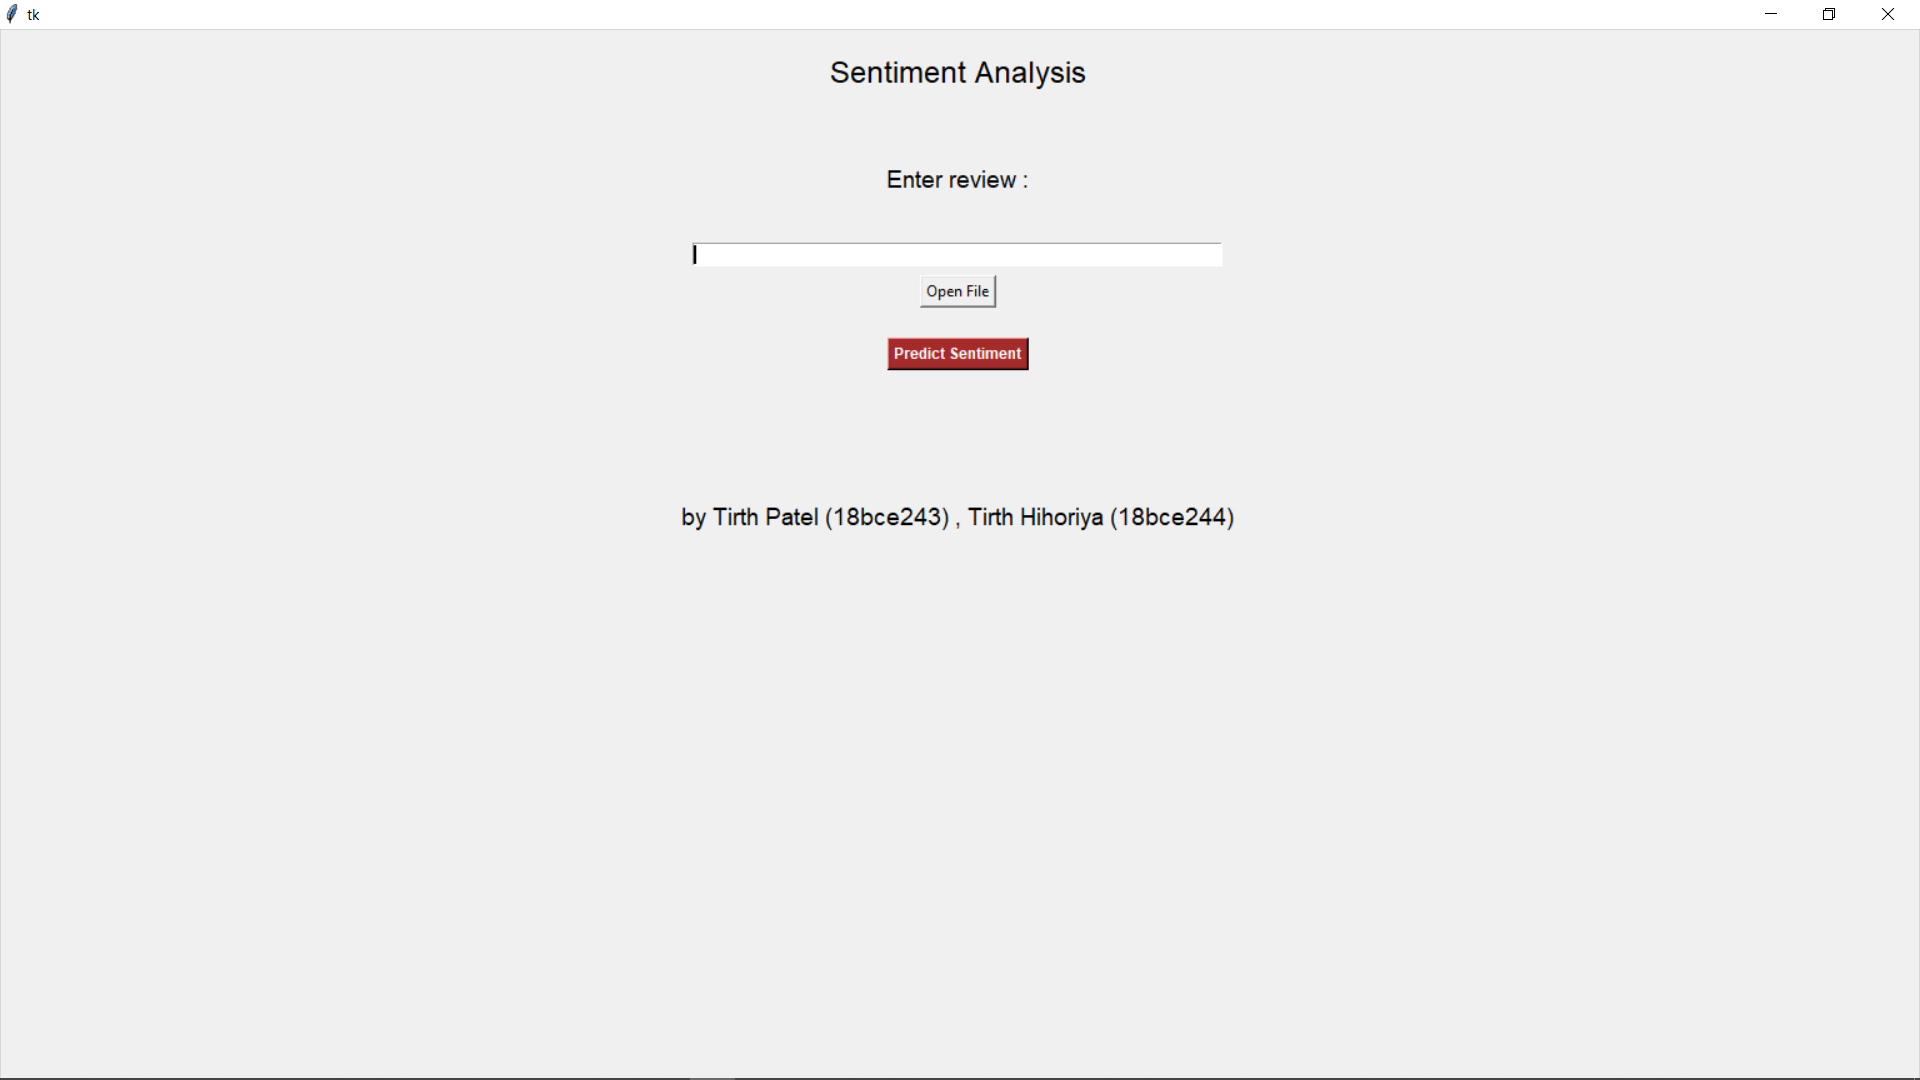 tk
Sentiment Analysis
Enter review :
Open File
Predict Sentiment
by Tirth Patel (18bce243) , Tirth Hihoriya (18bce244)